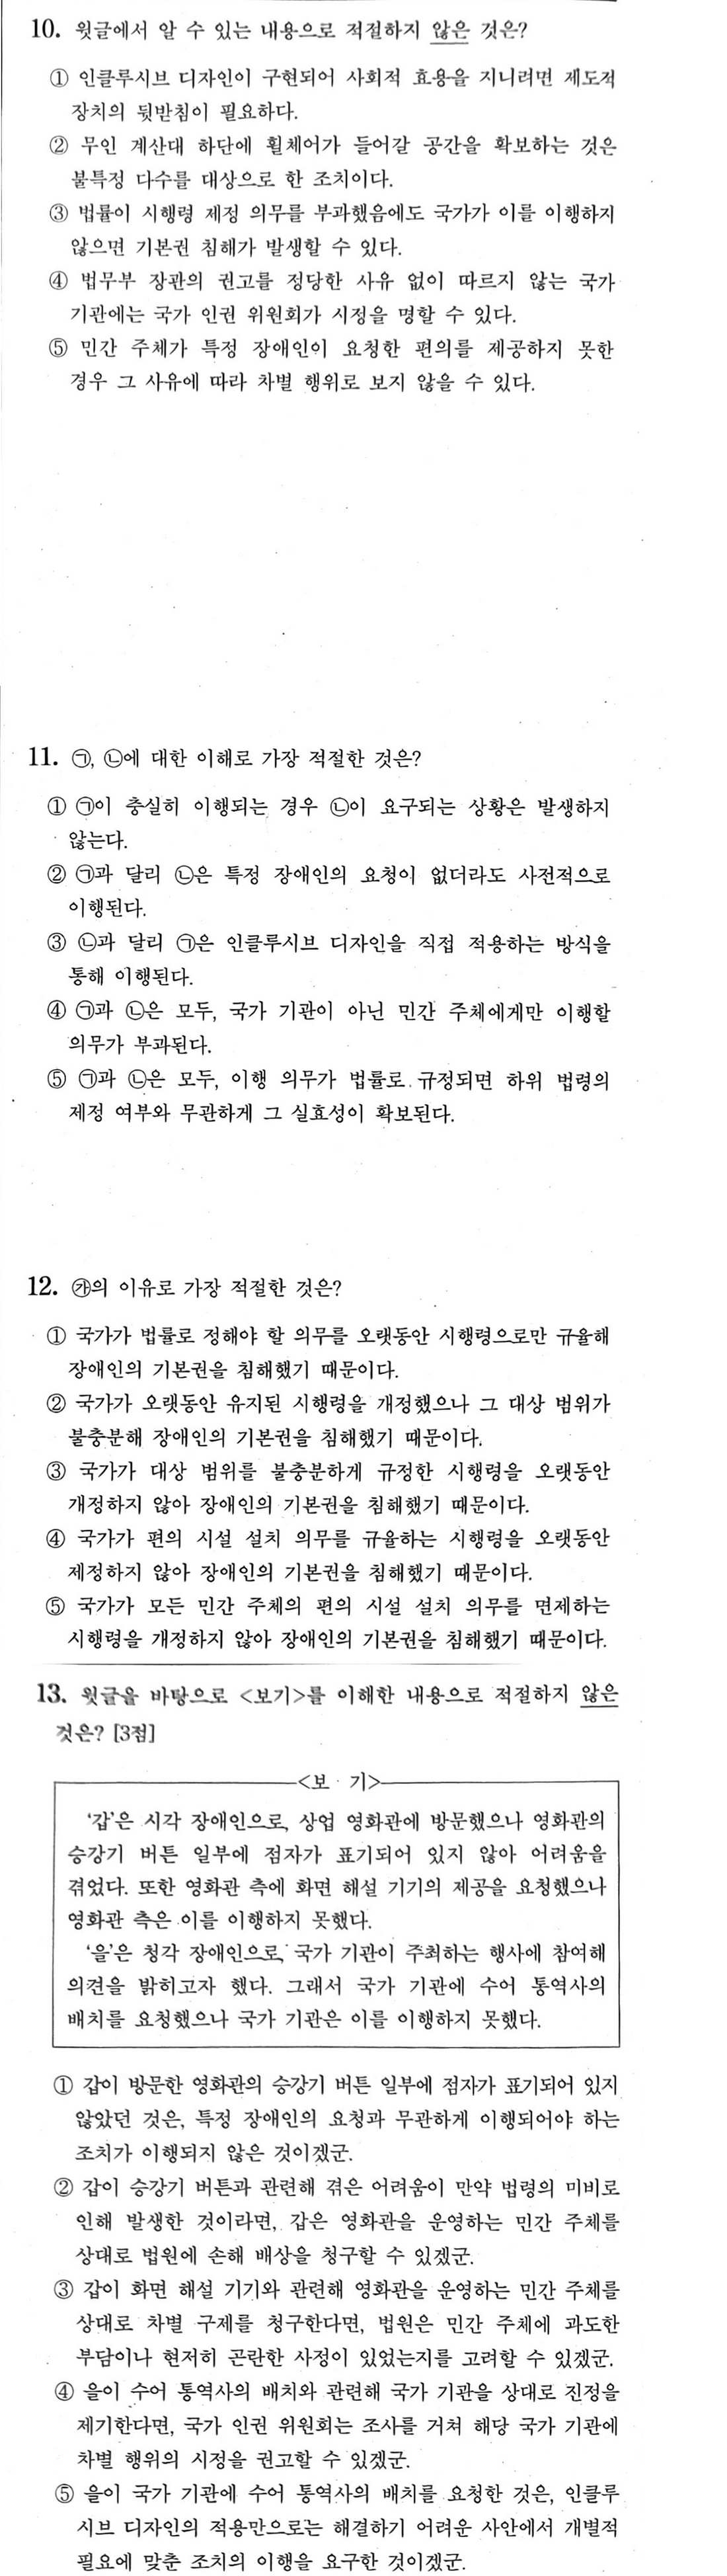 10. 윗글에서 알 수 있는 내용으로 적절하지 않은 것은?
① 인클루시브 디자인이 구현되어 사회적 효용을 지니려면 제도적
장치의 뒷받침이 필요하다.
② 무인 계산대 하단에 휠체어가 들어갈 공간을 확보하는 것은
불특정 다수를 대상으로 한 조치이다.
③ 법률이 시행령 제정 의무를 부과했음에도 국가가 이를 이행하지
않으면 기본권 침해가 발생할 수 있다.
④ 법무부 장관의 권고를 정당한 사유 없이 따르지 않는 국가
기관에는 국가 인권 위원회가 시정을 명할 수 있다.
⑤ 민간 주체가 특정 장애인이 요청한 편의를 제공하지 못한
경우 그 사유에 따라 차별 행위로 보지 않을 수 있다.
11. ㉠, ㉡에 대한 이해로 가장 적절한 것은?
① ㉠이 충실히 이행되는 경우 ㉡이 요구되는 상황은 발생하지
않는다.
② ㉠과 달리 ㉡은 특정 장애인의 요청이 없더라도 사전적으로
이행된다.
③ ㉡과 달리 ㉠은 인클루시브 디자인을 직접 적용하는 방식을
통해 이행된다.
④ ㉠과 ㉡은 모두, 국가 기관이 아닌 민간 주체에게만 이행할
의무가 부과된다.
⑤ ㉠과 ㉡은 모두, 이행 의무가 법률로 규정되면 하위 법령의
제정 여부와 무관하게 그 실효성이 확보된다.
12. ㉮의 이유로 가장 적절한 것은?
① 국가가 법률로 정해야 할 의무를 오랫동안 시행령으로만 규율해
장애인의 기본권을 침해했기 때문이다.
② 국가가 오랫동안 유지된 시행령을 개정했으나 그 대상 범위가
불충분해 장애인의 기본권을 침해했기 때문이다.
③ 국가가 대상 범위를 불충분하게 규정한 시행령을 오랫동안
개정하지 않아 장애인의 기본권을 침해했기 때문이다.
④ 국가가 편의 시설 설치 의무를 규율하는 시행령을 오랫동안
제정하지 않아 장애인의 기본권을 침해했기 때문이다.
⑤ 국가가 모든 민간 주체의 편의 시설 설치 의무를 면제하는
시행령을 개정하지 않아 장애인의 기본권을 침해했기 때문이다.
13. 윗글을 바탕으로 <보기>를 이해한 내용으로 적절하지 않은
것은? [3점]
<보 기>
'갑'은 시각 장애인으로, 상업 영화관에 방문했으나 영화관의
승강기 버튼 일부에 점자가 표기되어 있지 않아 어려움을
겪었다. 또한 영화관 측에 화면 해설 기기의 제공을 요청했으나
영화관 측은 이를 이행하지 못했다.
'을'은 청각 장애인으로, 국가 기관이 주최하는 행사에 참여해
의견을 밝히고자 했다. 그래서 국가 기관에 수어 통역사의
배치를 요청했으나 국가 기관은 이를 이행하지 못했다.
① 갑이 방문한 영화관의 승강기 버튼 일부에 점자가 표기되어 있지
않았던 것은, 특정 장애인의 요청과 무관하게 이행되어야 하는
조치가 이행되지 않은 것이겠군.
② 갑이 승강기 버튼과 관련해 겪은 어려움이 만약 법령의 미비로
인해 발생한 것이라면, 갑은 영화관을 운영하는 민간 주체를
상대로 법원에 손해 배상을 청구할 수 있겠군.
③ 갑이 화면 해설 기기와 관련해 영화관을 운영하는 민간 주체를
상대로 차별 구제를 청구한다면, 법원은 민간 주체에 과도한
부담이나 현저히 곤란한 사정이 있었는지를 고려할 수 있겠군.
④ 을이 수어 통역사의 배치와 관련해 국가 기관을 상대로 진정을
제기한다면, 국가 인권 위원회는 조사를 거쳐 해당 국가 기관에
차별 행위의 시정을 권고할 수 있겠군.
⑤ 을이 국가 기관에 수어 통역사의 배치를 요청한 것은, 인클루
시브 디자인의 적용만으로는 해결하기 어려운 사안에서 개별적
필요에 맞춘 조치의 이행을 요구한 것이겠군.